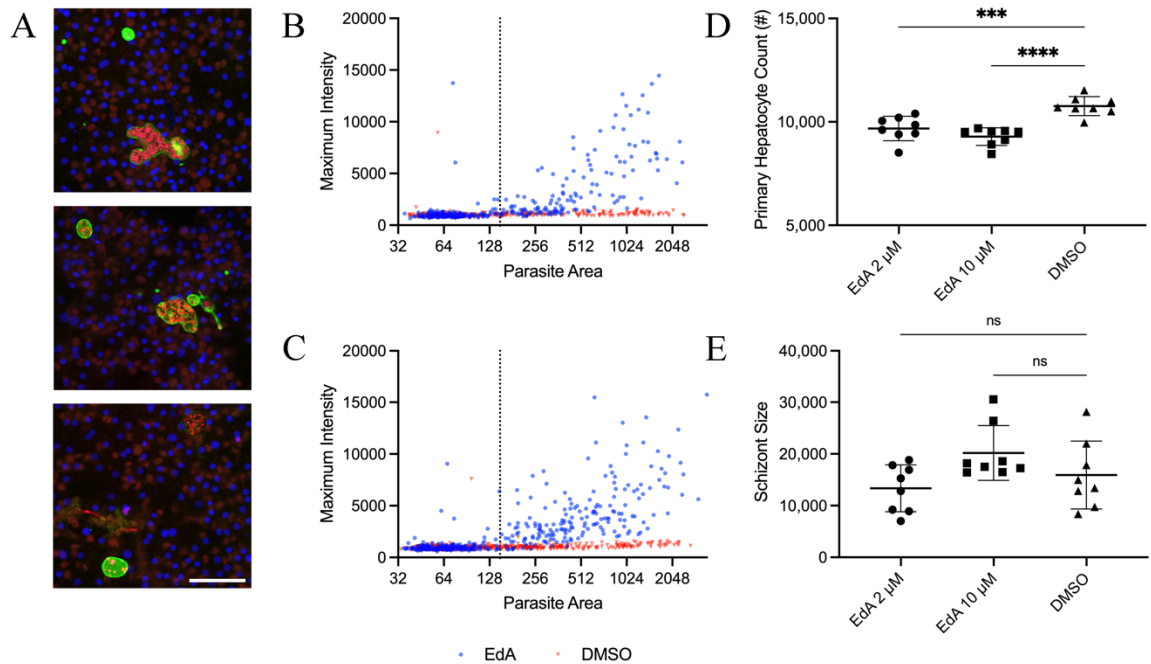 A
B
20000
15000
10000
5000
0
Maximum Intensity
32 64 128 256 512 1024 2048
Parasite Area
C
20000
15000
10000
5000
0
Maximum Intensity
32 64 128 256 512 1024 2048
Parasite Area
EdA DMSO
D
15,000
10,000
5,000
Primary Hepatocyte Count (#)
***
****
EdA 2 µM
EdA 10 µM
DMSO
E
40,000
30,000
20,000
10,000
0
Schizont Size
ns
ns
EdA 2 µM
EdA 10 µM
DMSO